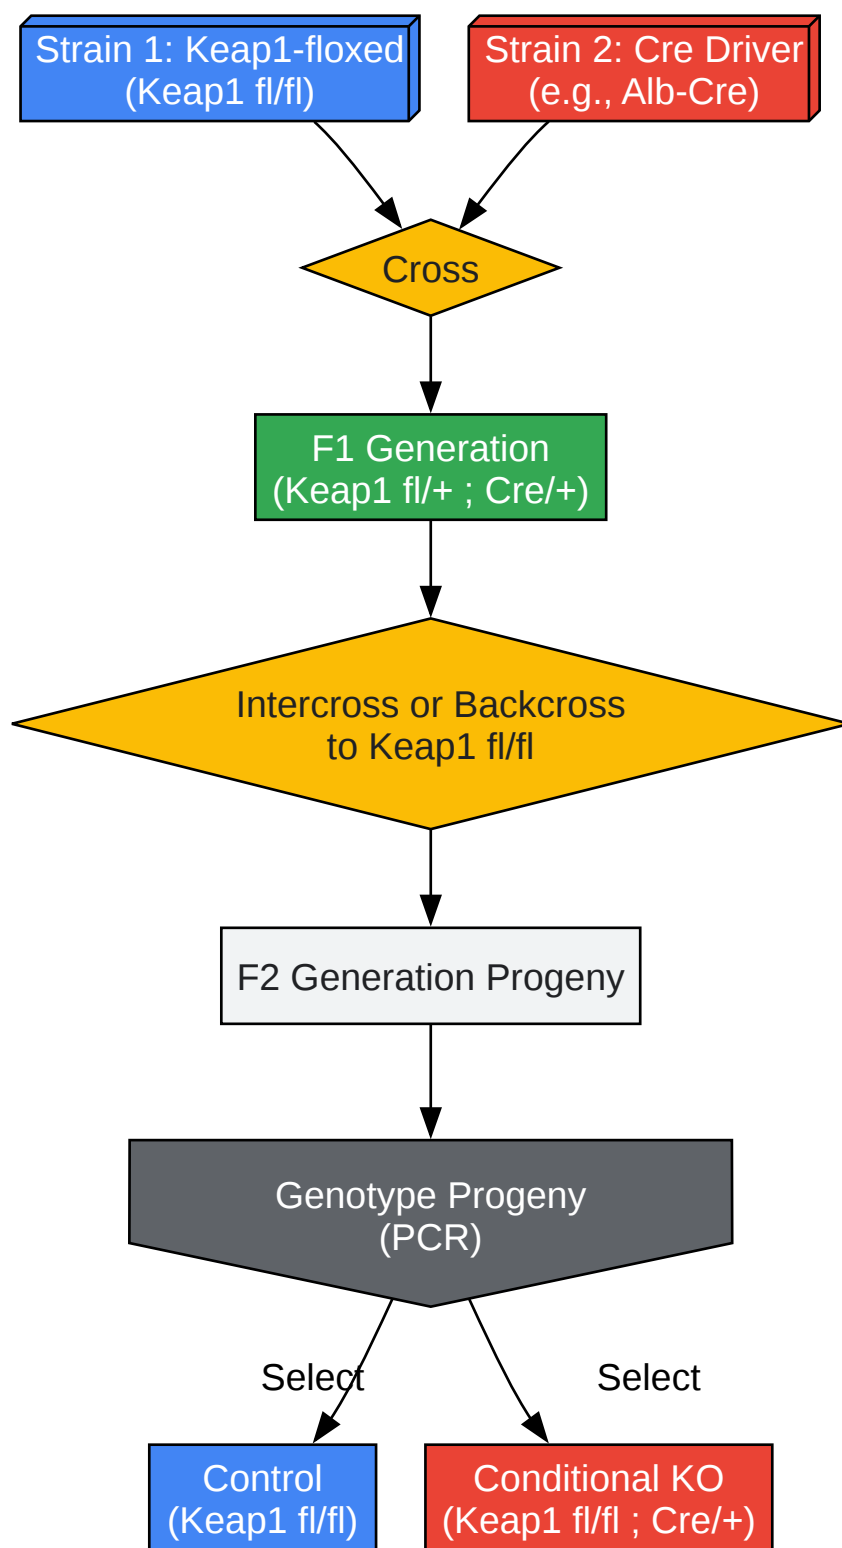 Strain 1: Keap1-floxed
(Keap1 fl/fl)
Strain 2: Cre Driver
(e.g., Alb-Cre)
Cross
F1 Generation
(Keap1 fl/+ ; Cre/+)
Intercross or Backcross
to Keap1 fl/fl
F2 Generation Progeny
Genotype Progeny
(PCR)
Select
Select
Control
(Keap1 fl/fl)
Conditional KO
(Keap1 fl/fl ; Cre/+)